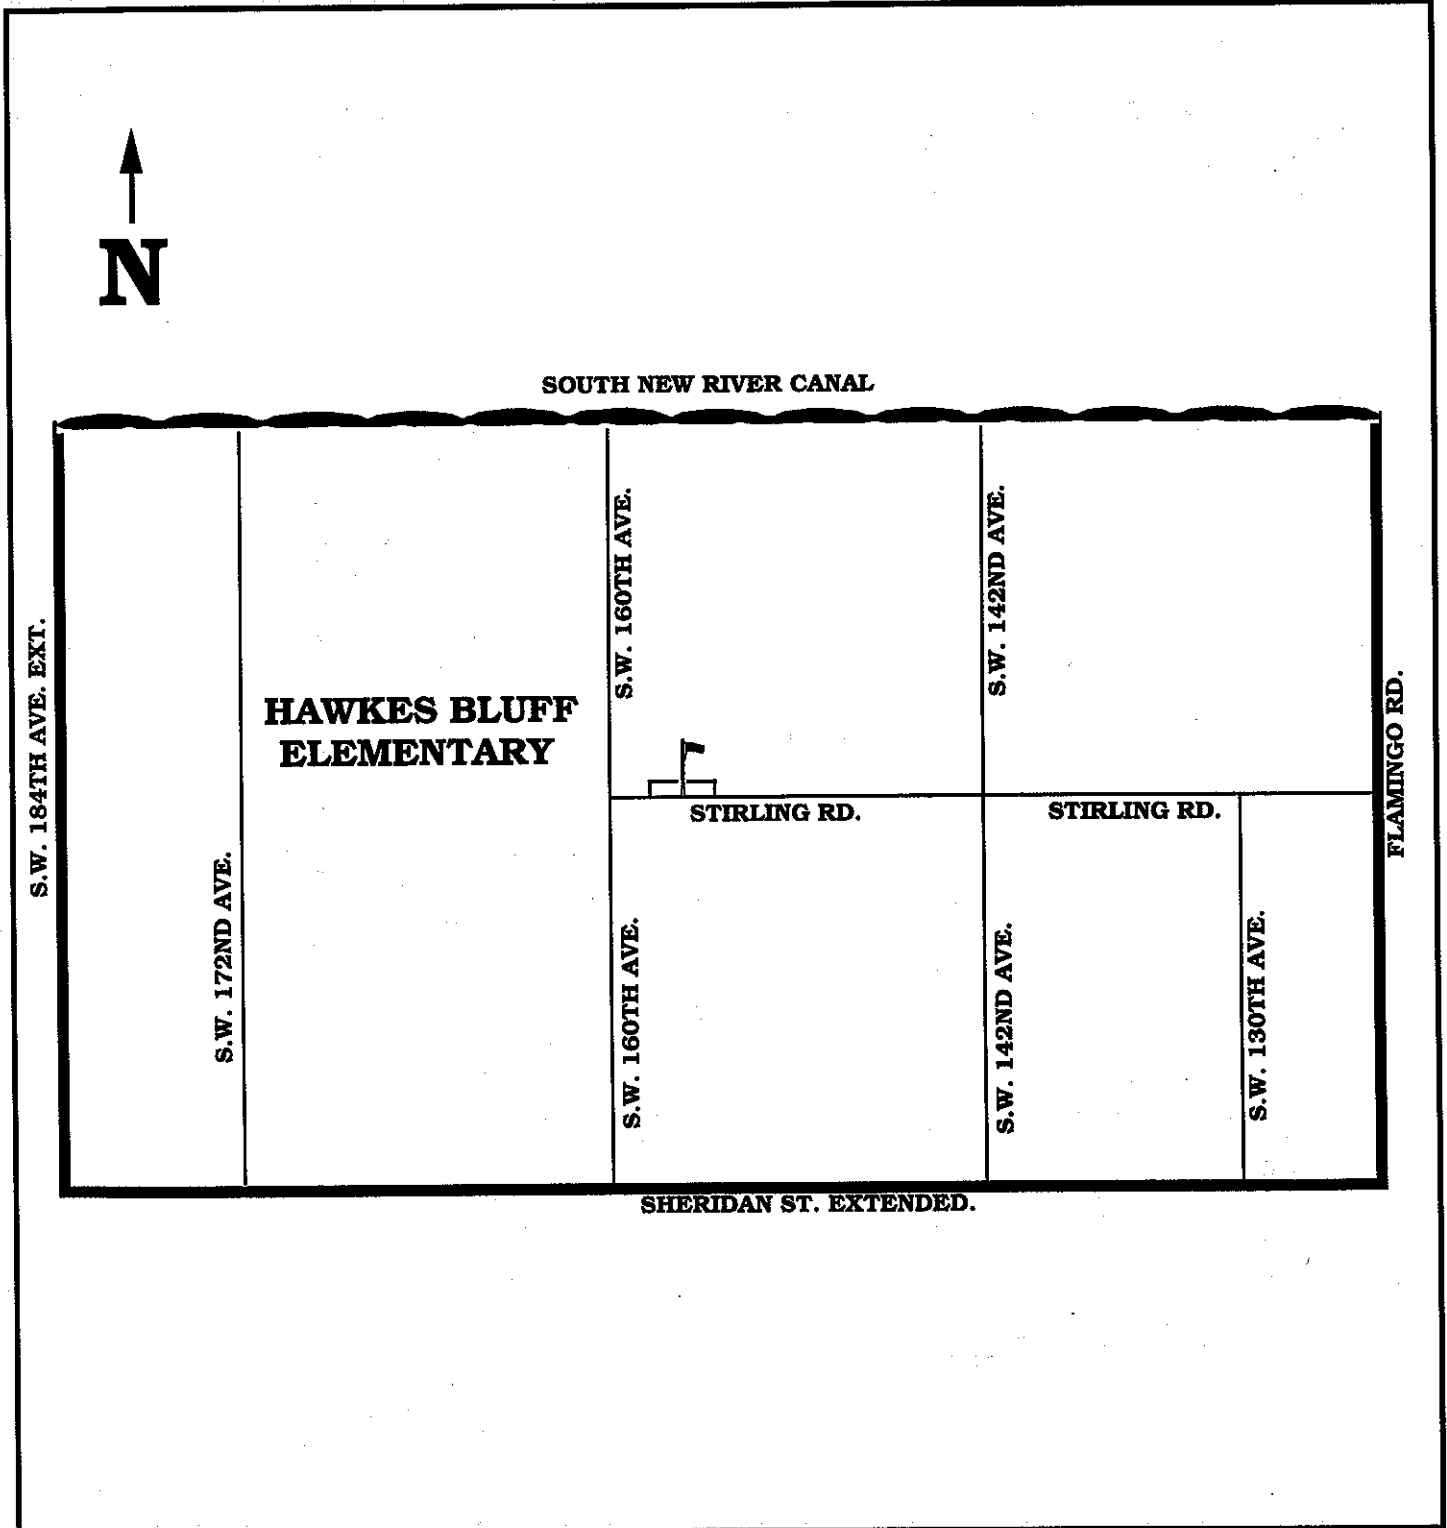 N
SOUTH NEW RIVER CANAL
S.W. 160TH AVE.
S.W. 142ND AVE.
S.W. 184TH AVE. EXT.
HAWKES BLUFF
ELEMENTARY
FLAMINGO RD.
STIRLING RD.
STIRLING RD.
S.W. 172ND AVE.
S.W. 160TH AVE.
S.W. 142ND AVE.
S.W. 130TH AVE.
SHERIDAN ST. EXTENDED.